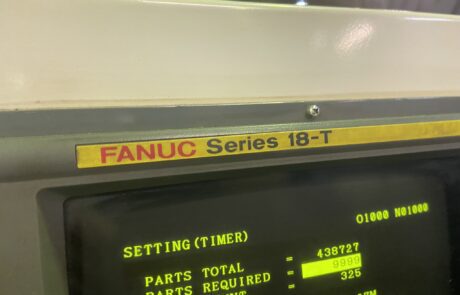 FANUC Series 18-T
O1000 N01000
SETTING(TIMER)
PARTS TOTAL = 438727
PARTS REQUIRED = 9999
= 325